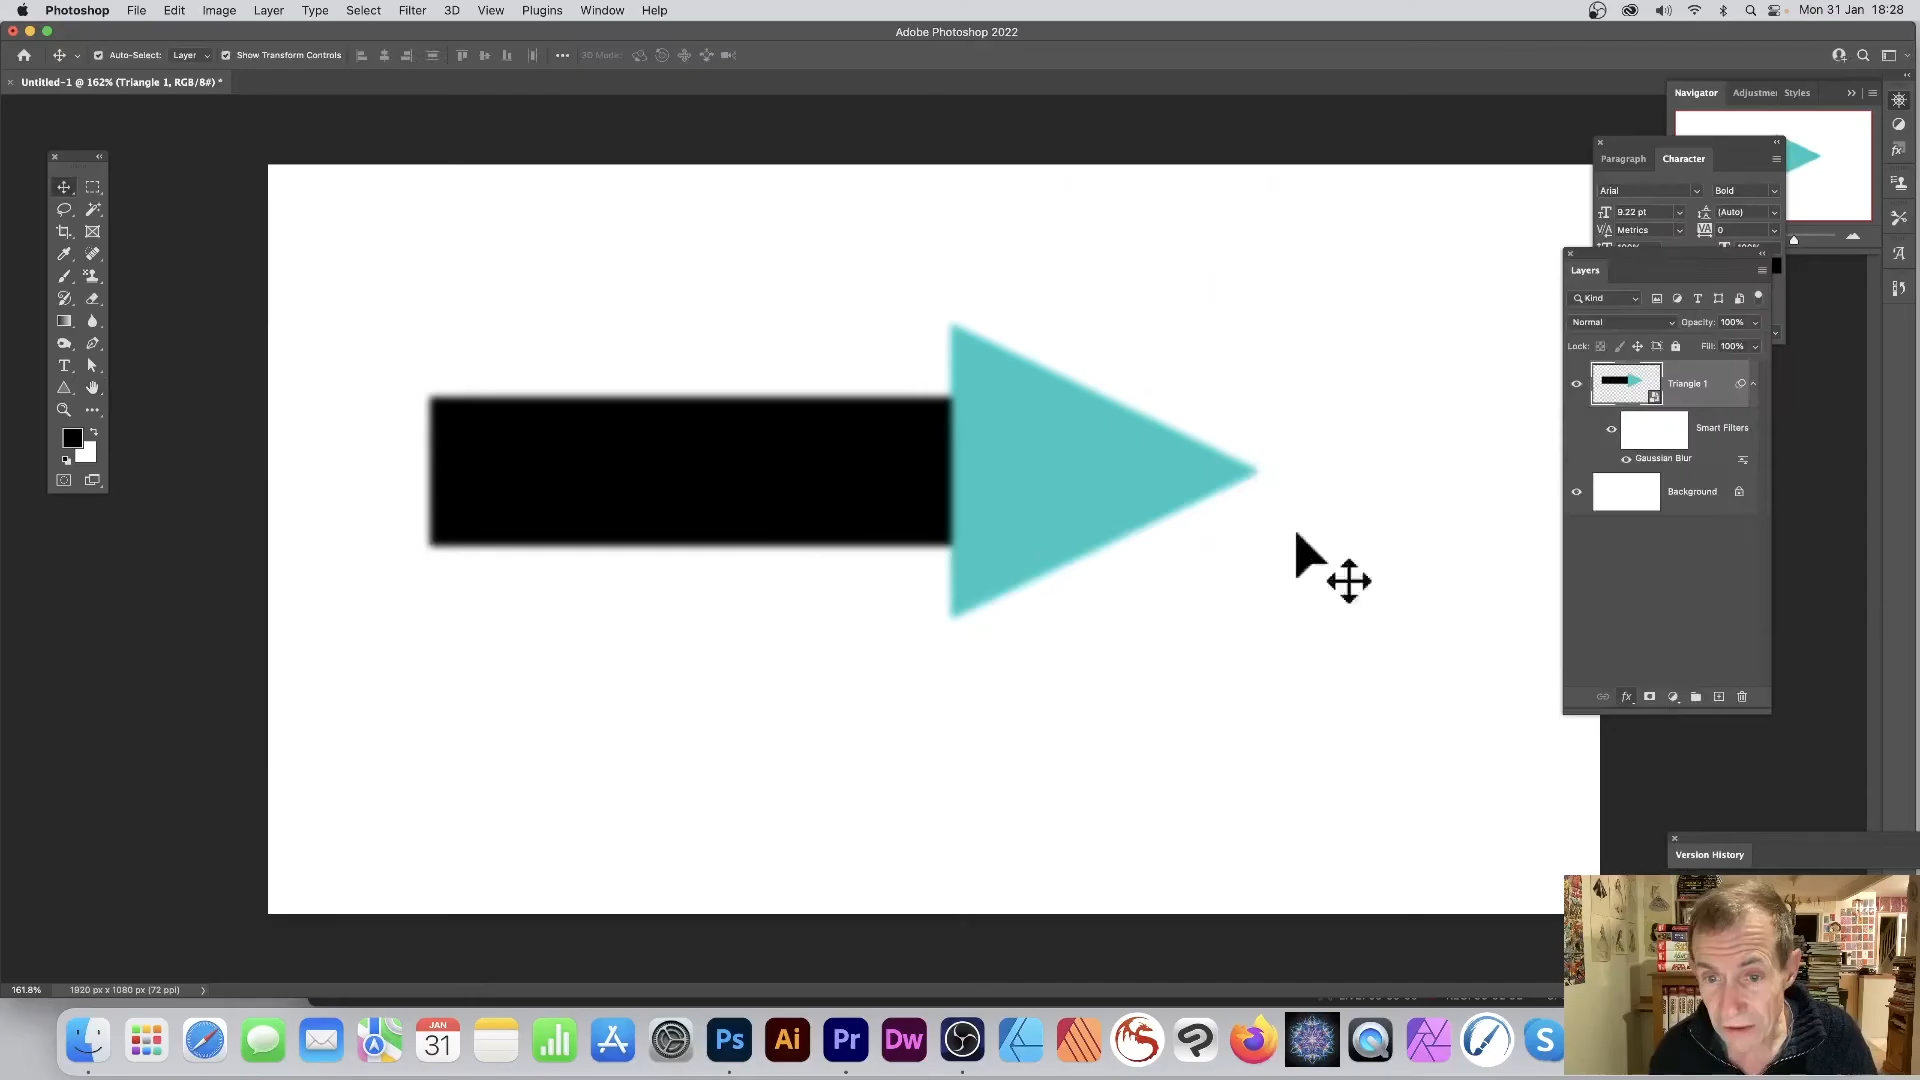 Photoshop File Edit Image Layer Type Select Filter 3D View Plugins Window Help Mon 31 Jan 18:28
Adobe Photoshop 2022
Auto-Select: Layer Show Transform Controls 3D Mode:
Untitled-1 @ 162% (Triangle 1, RGB/8#) *
Navigator Adjustmen Styles
Paragraph Character
Arial Bold
9.22 pt (Auto)
Metrics 0
Layers
Kind
Normal Opacity: 100%
Lock: Fill: 100%
Triangle 1
Smart Filters
Gaussian Blur
Background
fx
Version History
161.8% 1920 px x 1080 px (72 ppi)
JAN
31
Ps Ai Pr Dw